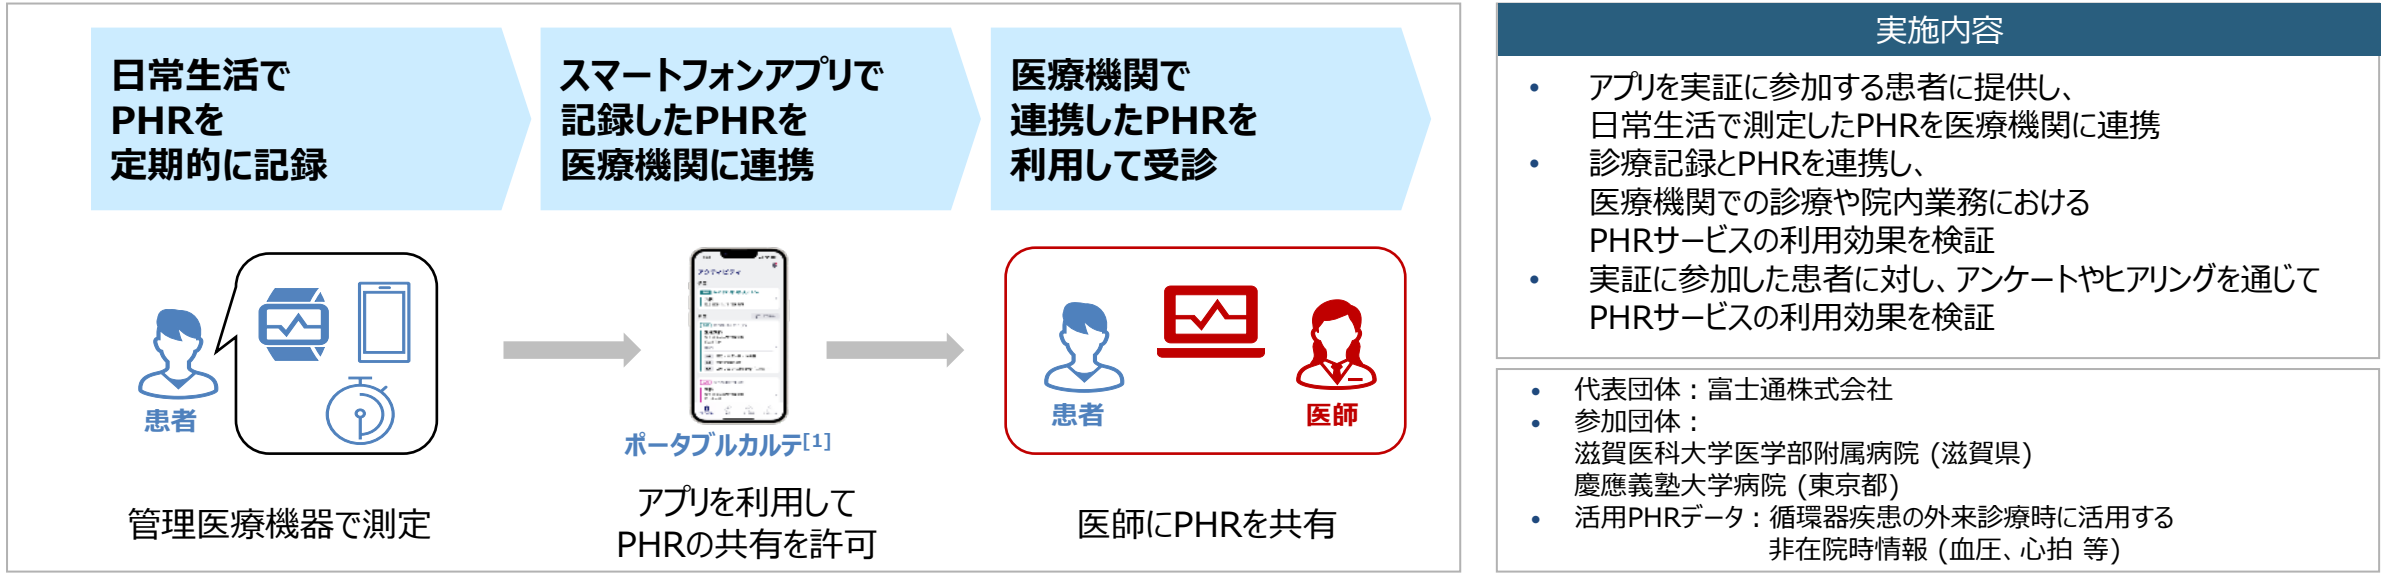 日常生活で
PHRを
定期的に記録
スマートフォンアプリで
記録したPHRを
医療機関に連携
医療機関で
連携したPHRを
利用して受診
患者
アクティビティ
ポータブルカルテ[1]
患者
医師
管理医療機器で測定
アプリを利用して
PHRの共有を許可
医師にPHRを共有
実施内容
• アプリを実証に参加する患者に提供し、
日常生活で測定したPHRを医療機関に連携
• 診療記録とPHRを連携し、
医療機関での診療や院内業務における
PHRサービスの利用効果を検証
• 実証に参加した患者に対し、アンケートやヒアリングを通じて
PHRサービスの利用効果を検証
• 代表団体：富士通株式会社
• 参加団体：
滋賀医科大学医学部附属病院 (滋賀県)
慶應義塾大学病院 (東京都)
• 活用PHRデータ：循環器疾患の外来診療時に活用する
非在院時情報 (血圧、心拍 等)